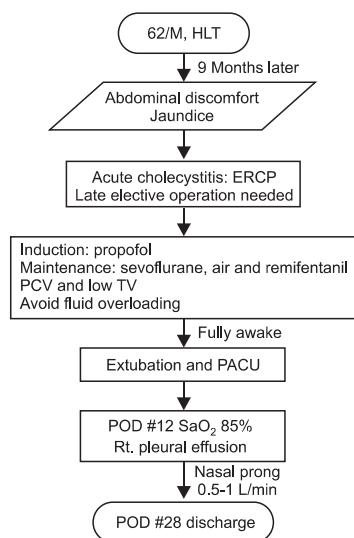 62/M, HLT
9 Months later
Abdominal discomfort
Jaundice
Acute cholecystitis: ERCP
Late elective operation needed
Induction: propofol
Maintenance: sevoflurane, air and remifentanil
PCV and low TV
Avoid fluid overloading
Fully awake
Extubation and PACU
POD #12 SaO2 85%
Rt. pleural effusion
Nasal prong
0.5-1 L/min
POD #28 discharge